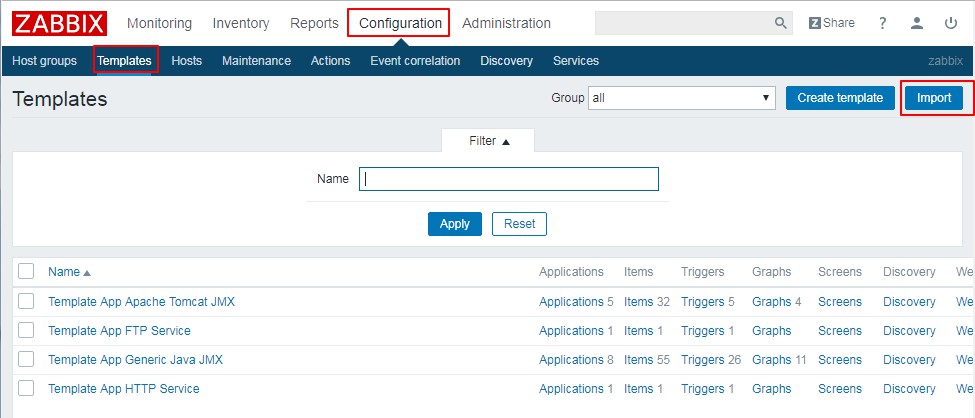 ZABBIX Monitoring Inventory Reports Configuration Administration Z Share ?
Host groups Templates Hosts Maintenance Actions Event correlation Discovery Services zabbix
Templates Group all Create template Import
Filter
Name
Apply Reset
Name Applications Items Triggers Graphs Screens Discovery We
Template App Apache Tomcat JMX Applications 5 Items 32 Triggers 5 Graphs 4 Screens Discovery We
Template App FTP Service Applications 1 Items 1 Triggers 1 Graphs Screens Discovery We
Template App Generic Java JMX Applications 8 Items 55 Triggers 26 Graphs 11 Screens Discovery We
Template App HTTP Service Applications 1 Items 1 Triggers 1 Graphs Screens Discovery We